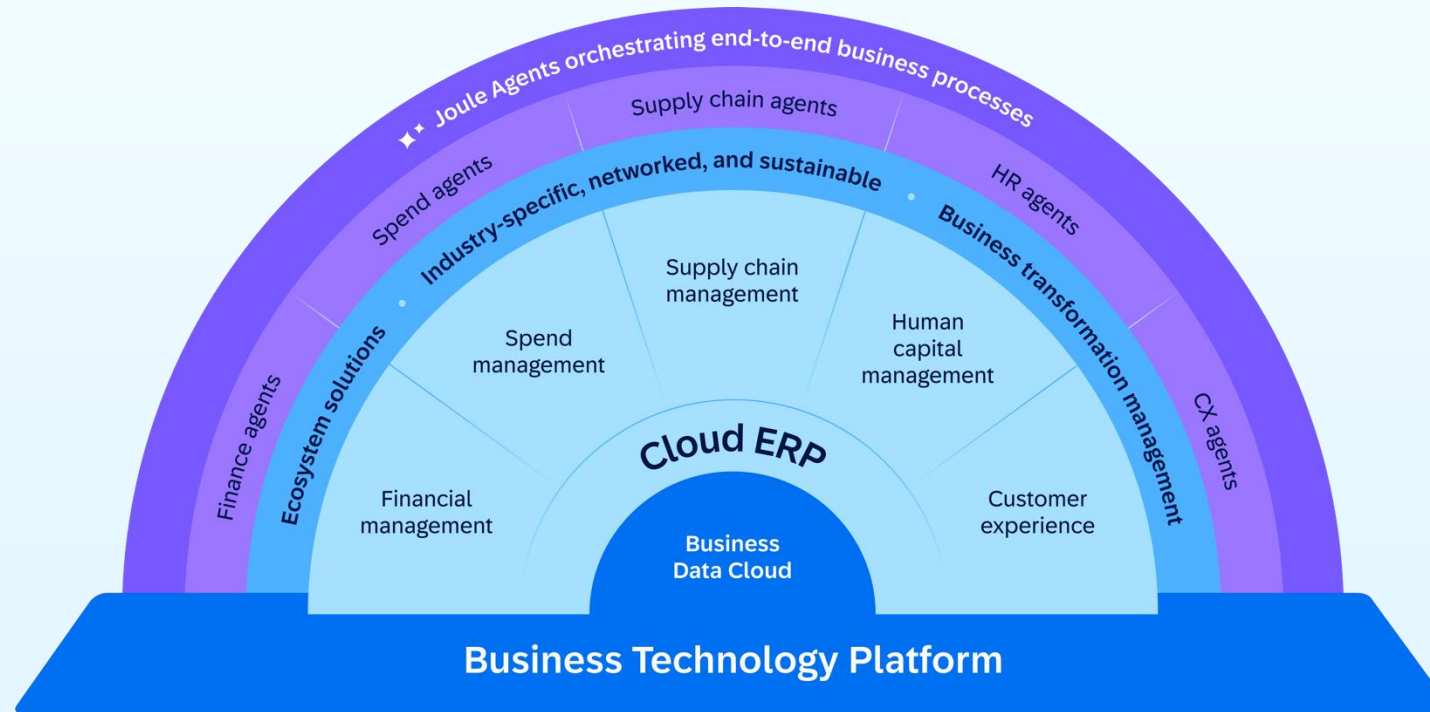 Joule Agents orchestrating end-to-end business processes
Finance agents
Spend agents
Supply chain agents
HR agents
CX agents
Ecosystem solutions • Industry-specific, networked, and sustainable • Business transformation management
Financial
management
Spend
management
Supply chain
management
Human
capital
management
Customer
experience
Cloud ERP
Business
Data Cloud
Business Technology Platform